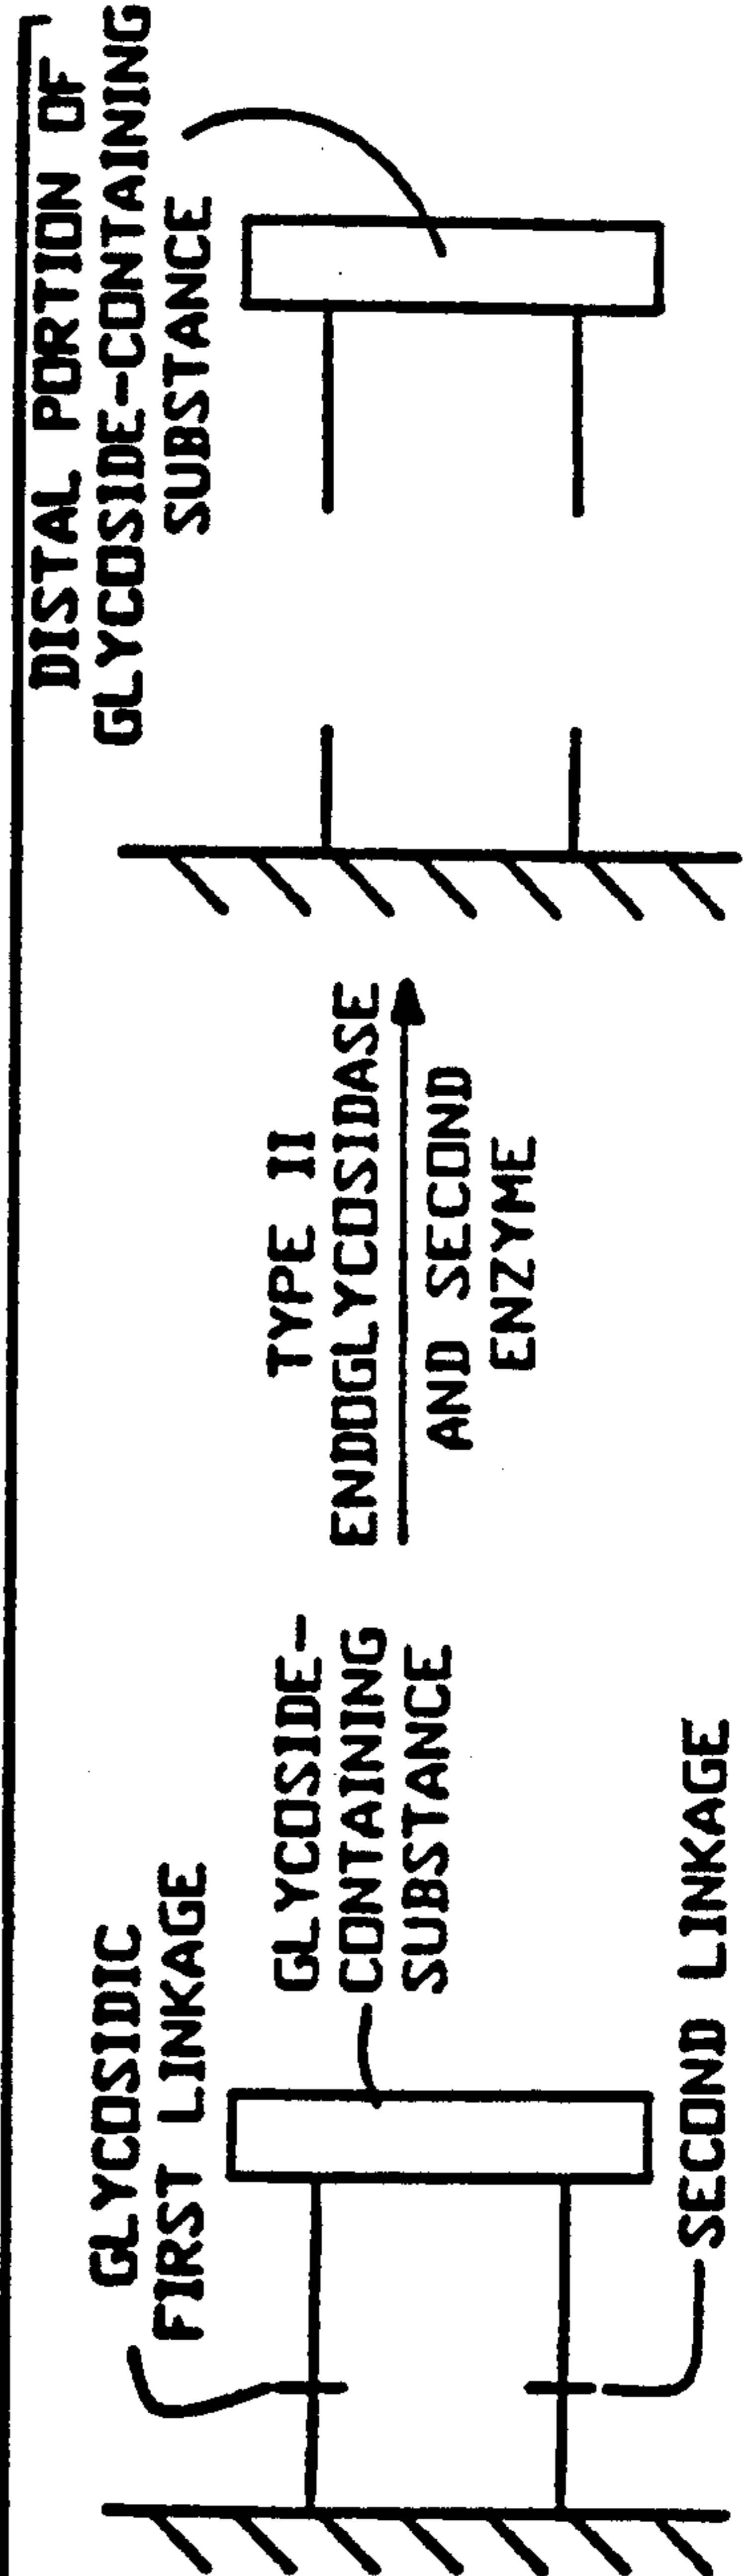 GLYCOSIDIC
FIRST LINKAGE
GLYCOSIDE-
CONTAINING
SUBSTANCE
SECOND LINKAGE
TYPE II
ENDOGLYCOSIDASE
AND SECOND
ENZYME
DISTAL PORTION OF
GLYCOSIDE-CONTAINING
SUBSTANCE